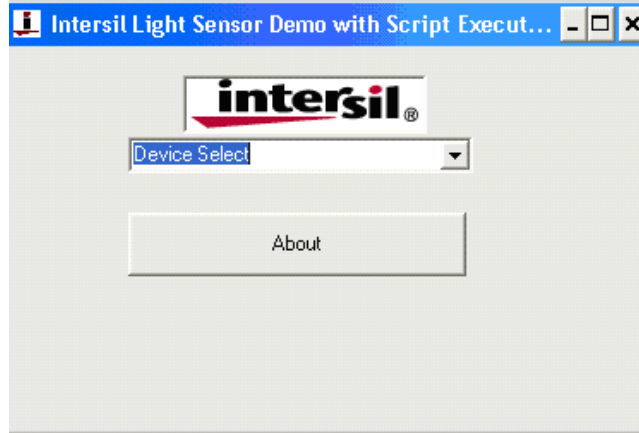 Intersil Light Sensor Demo with Script Execut...
intersil®
Device Select
About